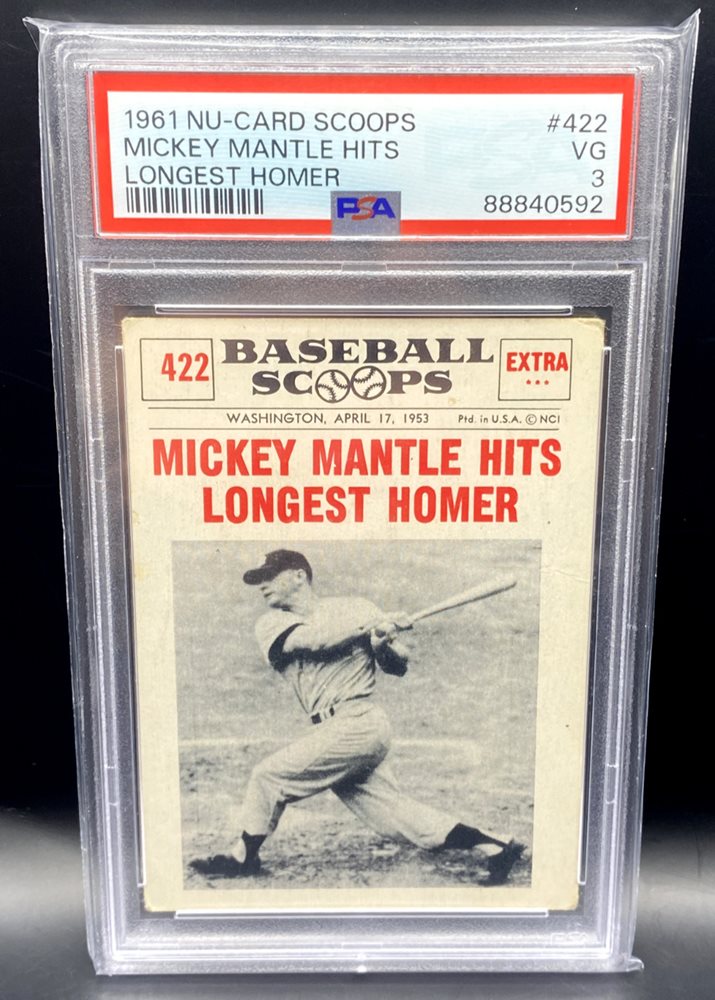 1961 NU-CARD SCOOPS #422
MICKEY MANTLE HITS VG
LONGEST HOMER 3
PSA 88840592
422 BASEBALL SCOOPS EXTRA
WASHINGTON, APRIL 17, 1953 Ptd. in U.S.A. © NCI
MICKEY MANTLE HITS
LONGEST HOMER